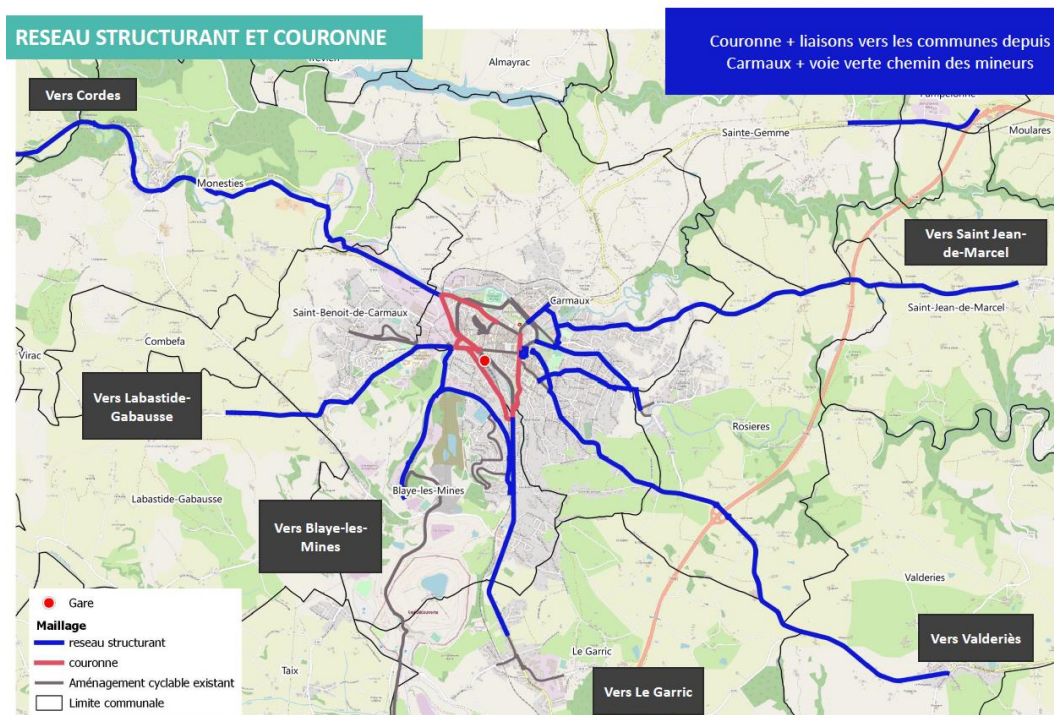 RESEAU STRUCTURANT ET COURONNE
Couronne + liaisons vers les communes depuis
Carmaux + voie verte chemin des mineurs
Almayrac
Vers Cordes
Sainte-Gemme
Moulares
Monesties
Vers Saint Jean-
de-Marcel
Carmaux
Saint-Benoit-de-Carmaux
Saint-Jean-de-Marcel
Combefa
Virac
Vers Labastide-
Gabausse
Rosieres
Labastide-Gabausse
Blaye-les-Mines
Vers Blaye-les-
Mines
Valderies
Gare
Maillage
reseau structurant
couronne
Aménagement cyclable existant
Limite communale
Taix
Le Garric
Vers Le Garric
Vers Valderiès